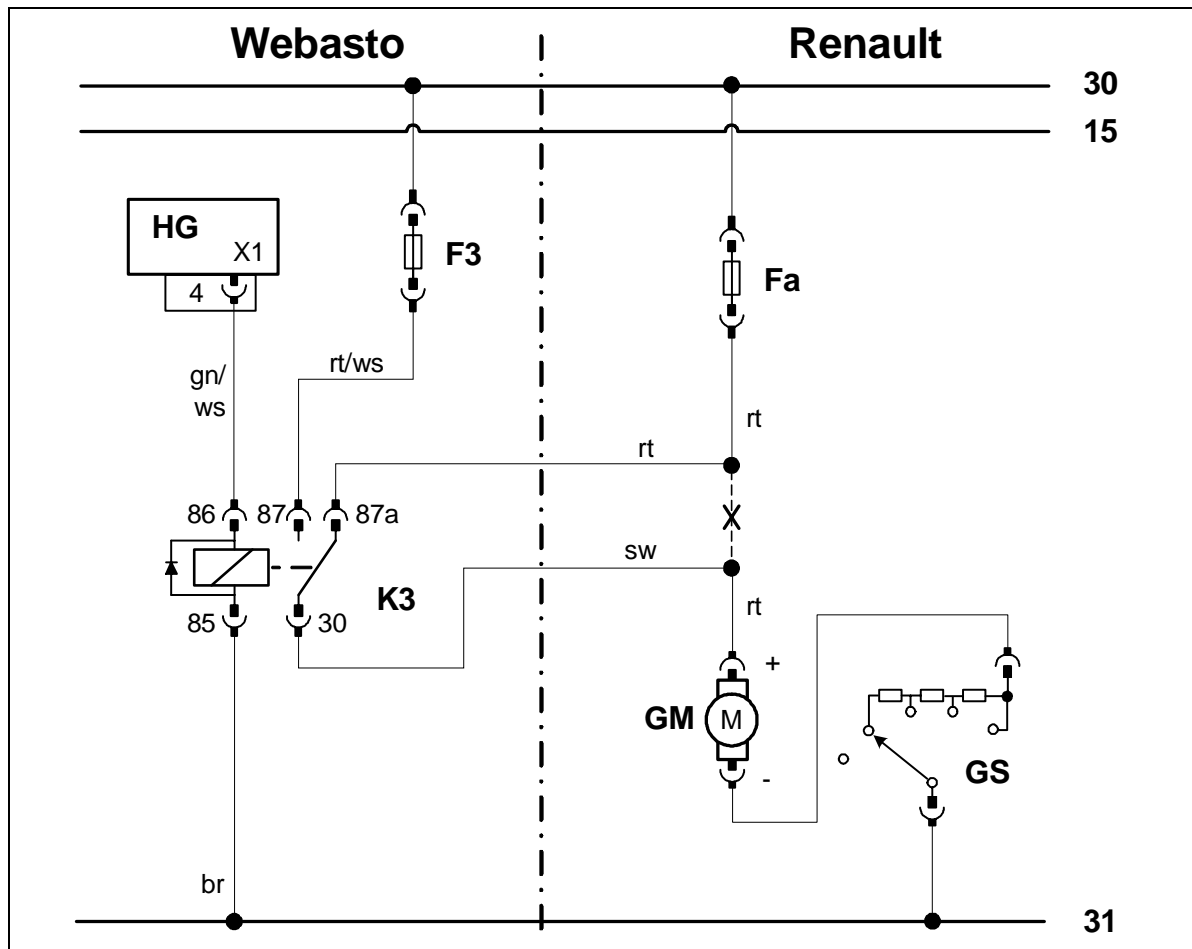 Webasto
Renault
30
15
HG
X1
4
F3
Fa
gn/
ws
rt/ws
rt
rt
86
87
87a
sw
K3
85
30
rt
+
GM
M
-
GS
br
31